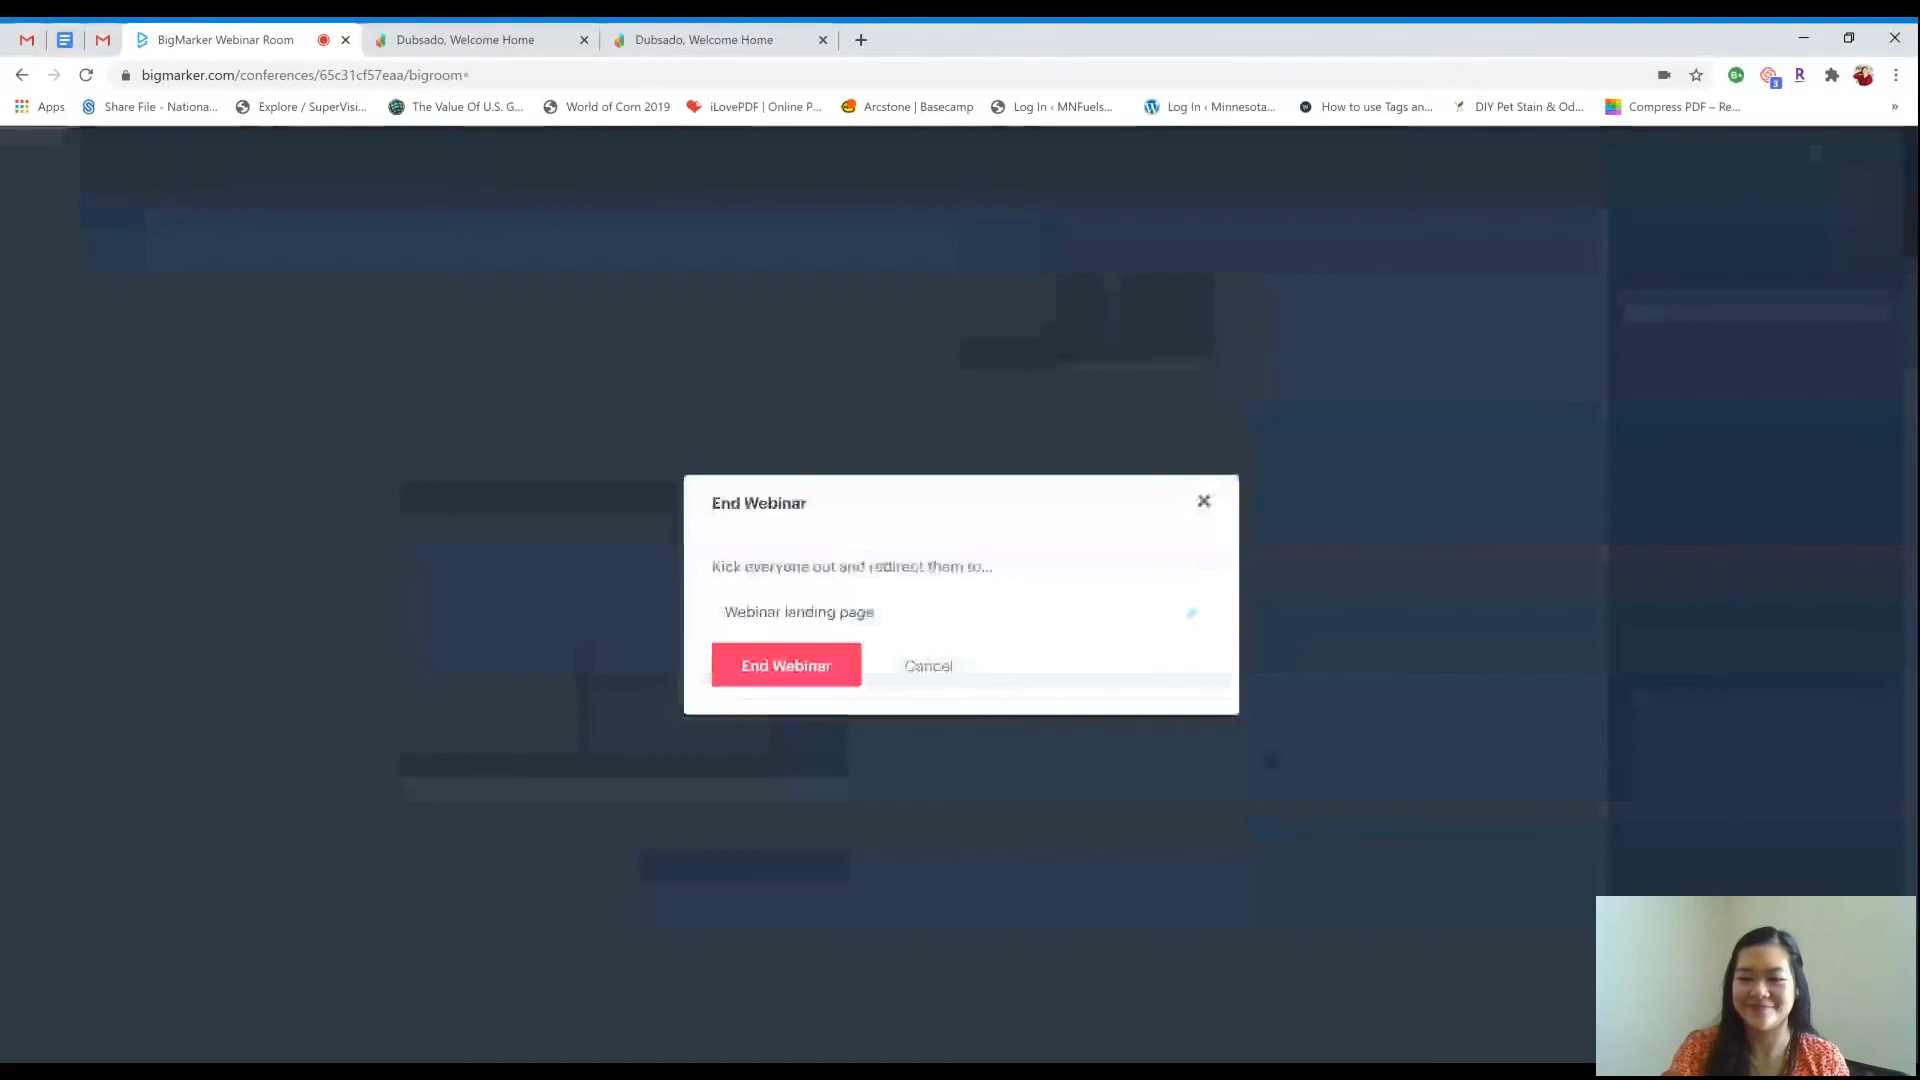 BigMarker Webinar Room
Dubsado, Welcome Home
Dubsado, Welcome Home
bigmarker.com/conferences/65c31cf57eaa/bigroom#
3
Apps
Share File - Nationa...
Explore / SuperVisi...
The Value Of U.S. G...
World of Corn 2019
iLovePDF | Online P...
Arcstone | Basecamp
Log In ‹ MNFuels...
Log In ‹ Minnesota...
How to use Tags an...
DIY Pet Stain & Od...
Compress PDF – Re...
End Webinar
Kick everyone out and redirect them to...
Webinar landing page
End Webinar
Cancel